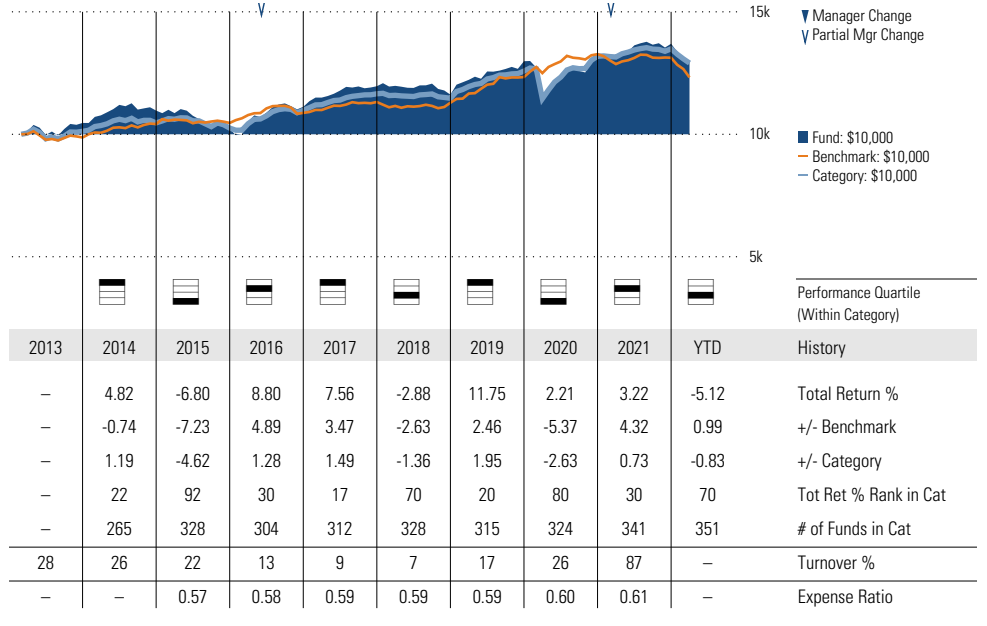 15k
Manager Change
Partial Mgr Change
10k
Fund: $10,000
Benchmark: $10,000
Category: $10,000
5k
Performance Quartile
(Within Category)
2013 2014 2015 2016 2017 2018 2019 2020 2021 YTD History
– 4.82 -6.80 8.80 7.56 -2.88 11.75 2.21 3.22 -5.12 Total Return %
– -0.74 -7.23 4.89 3.47 -2.63 2.46 -5.37 4.32 0.99 +/- Benchmark
– 1.19 -4.62 1.28 1.49 -1.36 1.95 -2.63 0.73 -0.83 +/- Category
– 22 92 30 17 70 20 80 30 70 Tot Ret % Rank in Cat
– 265 328 304 312 328 315 324 341 351 # of Funds in Cat
28 26 22 13 9 7 17 26 87 – Turnover %
– – 0.57 0.58 0.59 0.59 0.59 0.60 0.61 – Expense Ratio